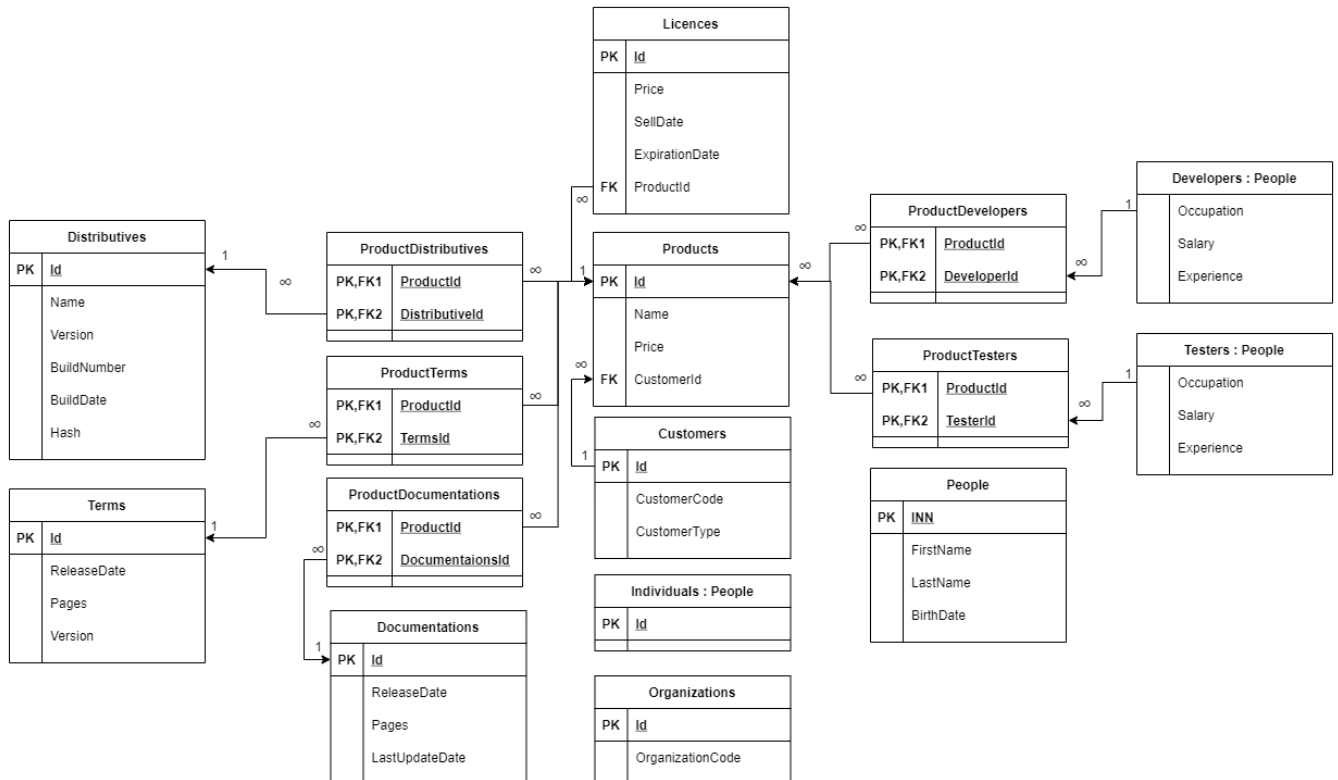 Licences
PK Id
Price
SellDate
ExpirationDate
FK ProductId
∞
Distributives
PK Id
Name
Version
BuildNumber
BuildDate
Hash
1
∞
ProductDistributives
PK,FK1 ProductId
PK,FK2 DistributiveId
∞
1
Products
PK Id
Name
Price
FK CustomerId
∞
∞
ProductDevelopers
PK,FK1 ProductId
PK,FK2 DeveloperId
∞
∞
1
Developers : People
Occupation
Salary
Experience
ProductTerms
PK,FK1 ProductId
PK,FK2 TermsId
∞
∞
ProductTesters
PK,FK1 ProductId
PK,FK2 TesterId
∞
∞
1
Testers : People
Occupation
Salary
Experience
Terms
PK Id
ReleaseDate
Pages
Version
1
ProductDocumentations
PK,FK1 ProductId
PK,FK2 DocumentaionsId
∞
∞
Customers
PK Id
CustomerCode
CustomerType
1
People
PK INN
FirstName
LastName
BirthDate
Individuals : People
PK Id
Documentations
PK Id
ReleaseDate
Pages
LastUpdateDate
1
Organizations
PK Id
OrganizationCode